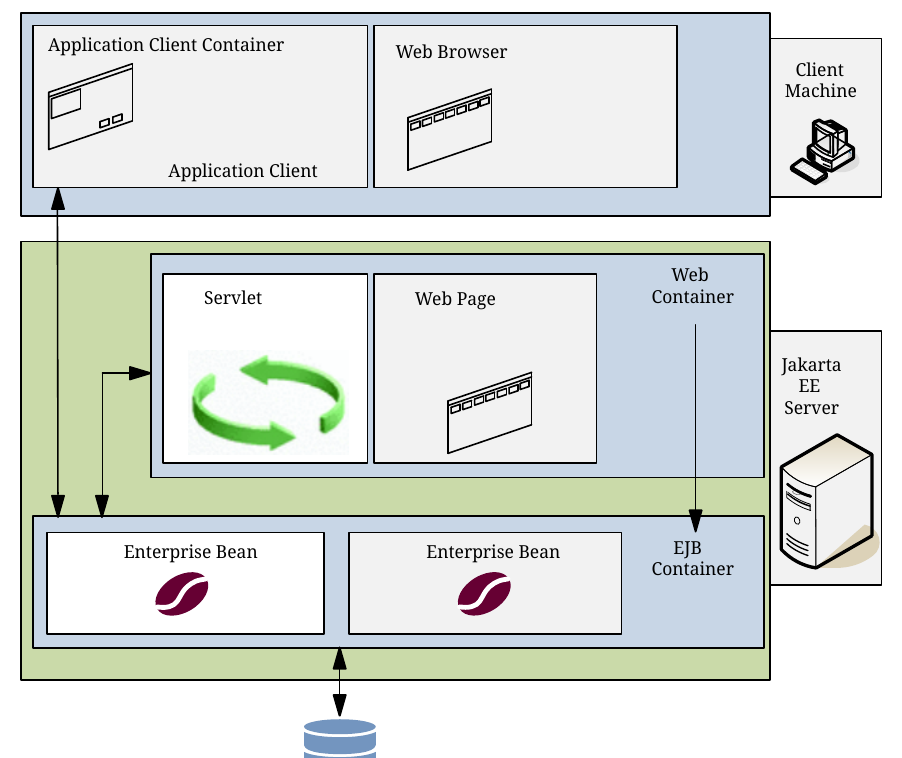 Application Client Container
Web Browser
Client
Machine
Application Client
Web
Container
Servlet
Web Page
Jakarta
EE
Server
Enterprise Bean
Enterprise Bean
EJB
Container